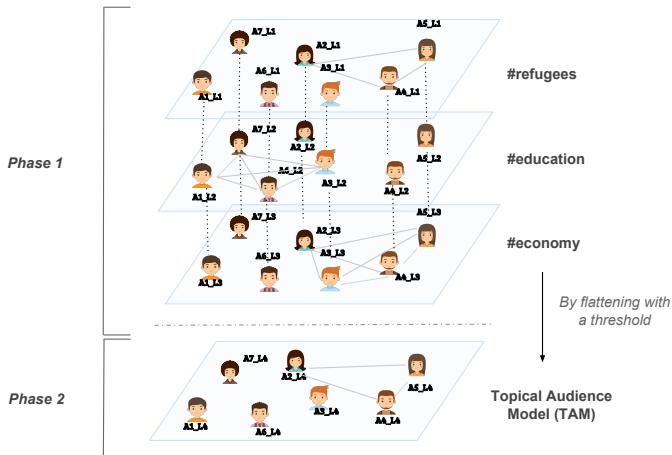 A5_L1
A7_L1
A2_L1
A3_L1
A6_L1
#refugees
A1_L1
A4_L1
A7_L2
A2_L2
Phase 1
A5_L2
#education
A6_L2
A3_L2
A4_L2
A1_L2
A7_L3
A5_L3
A2_L3
#economy
A6_L3
A3_L3
A4_L3
A1_L3
By flattening with
a threshold
A7_L4
A2_L4
A5_L4
Phase 2
Topical Audience
Model (TAM)
A3_L4
A4_L4
A1_L4
A6_L4